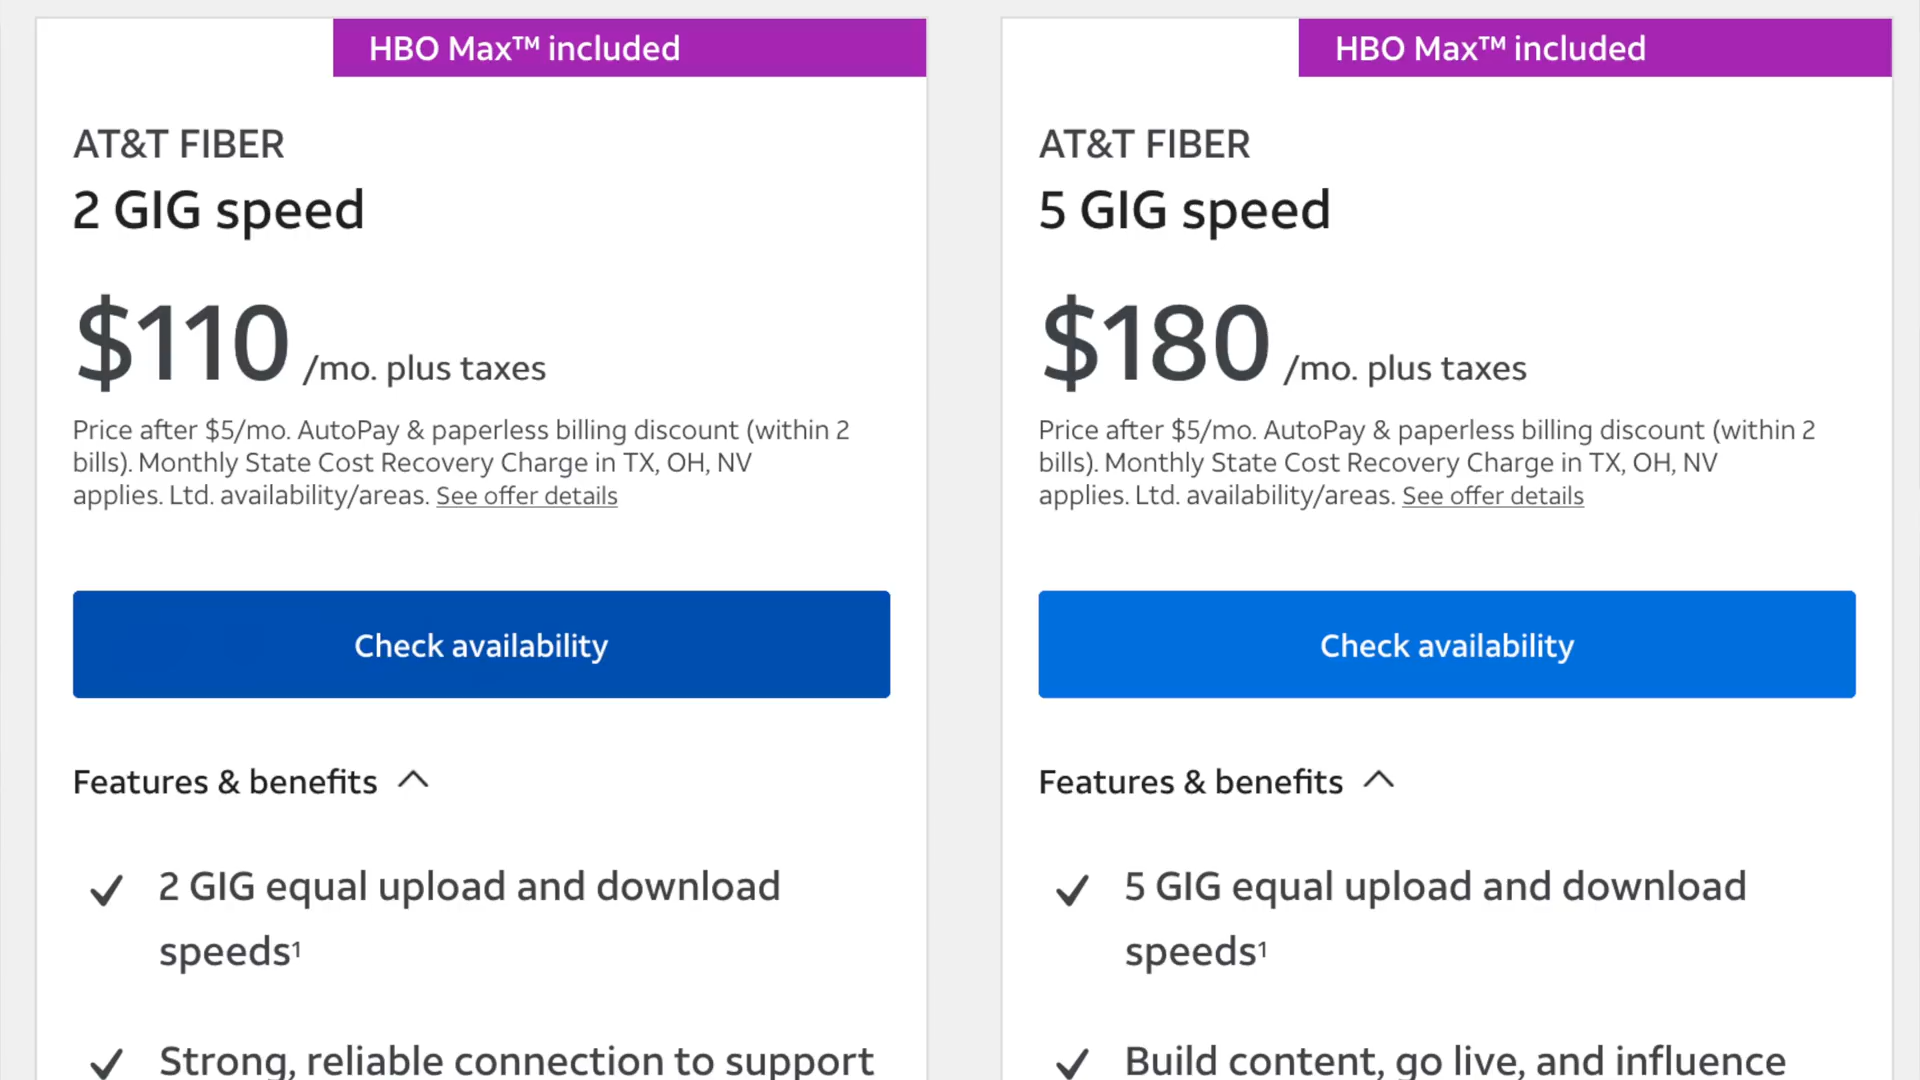 HBO Max™ included
AT&T FIBER
2 GIG speed
$110 /mo. plus taxes
Price after $5/mo. AutoPay & paperless billing discount (within 2
bills). Monthly State Cost Recovery Charge in TX, OH, NV
applies. Ltd. availability/areas. See offer details
Check availability
Features & benefits
2 GIG equal upload and download
speeds¹
Strong, reliable connection to support
HBO Max™ included
AT&T FIBER
5 GIG speed
$180 /mo. plus taxes
Price after $5/mo. AutoPay & paperless billing discount (within 2
bills). Monthly State Cost Recovery Charge in TX, OH, NV
applies. Ltd. availability/areas. See offer details
Check availability
Features & benefits
5 GIG equal upload and download
speeds¹
Build content, go live, and influence